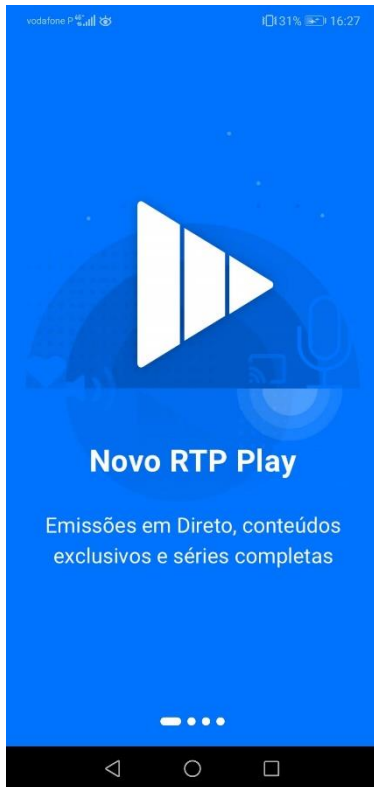 vodafone P
31% 16:27
Novo RTP Play
Emissões em Direto, conteúdos
exclusivos e séries completas